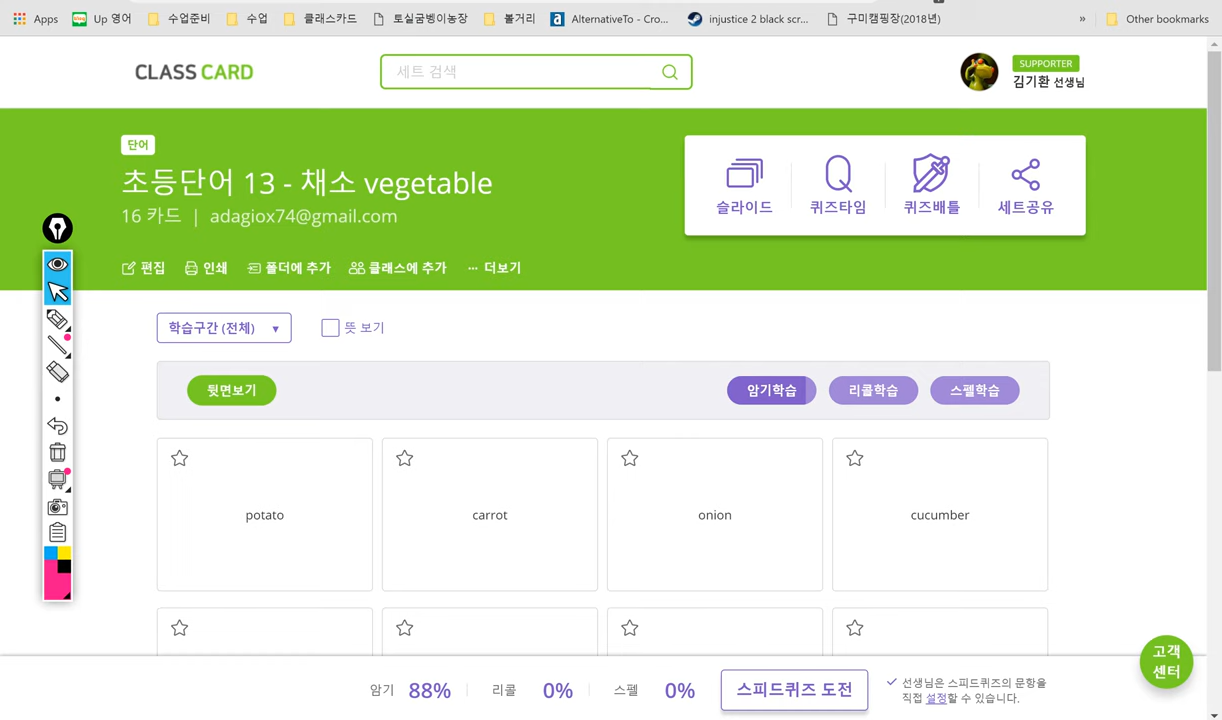 Apps Up 영어 수업준비 수업 클래스카드 토실굼벵이농장 볼거리 AlternativeTo - Cro... injustice 2 black scr... 구미캠핑장(2018년) » Other bookmarks
CLASS CARD
세트 검색
SUPPORTER
김기환 선생님
단어
초등단어 13 - 채소 vegetable
16 카드 | adagiox74@gmail.com
슬라이드 퀴즈타임 퀴즈배틀 세트공유
편집 인쇄 폴더에 추가 클래스에 추가 ··· 더보기
학습구간 (전체) ▼ 뜻 보기
뒷면보기 암기학습 리콜학습 스펠학습
potato carrot onion cucumber
고객
센터
암기 88% 리콜 0% 스펠 0% 스피드퀴즈 도전
선생님은 스피드퀴즈의 문항을
직접 설정할 수 있습니다.